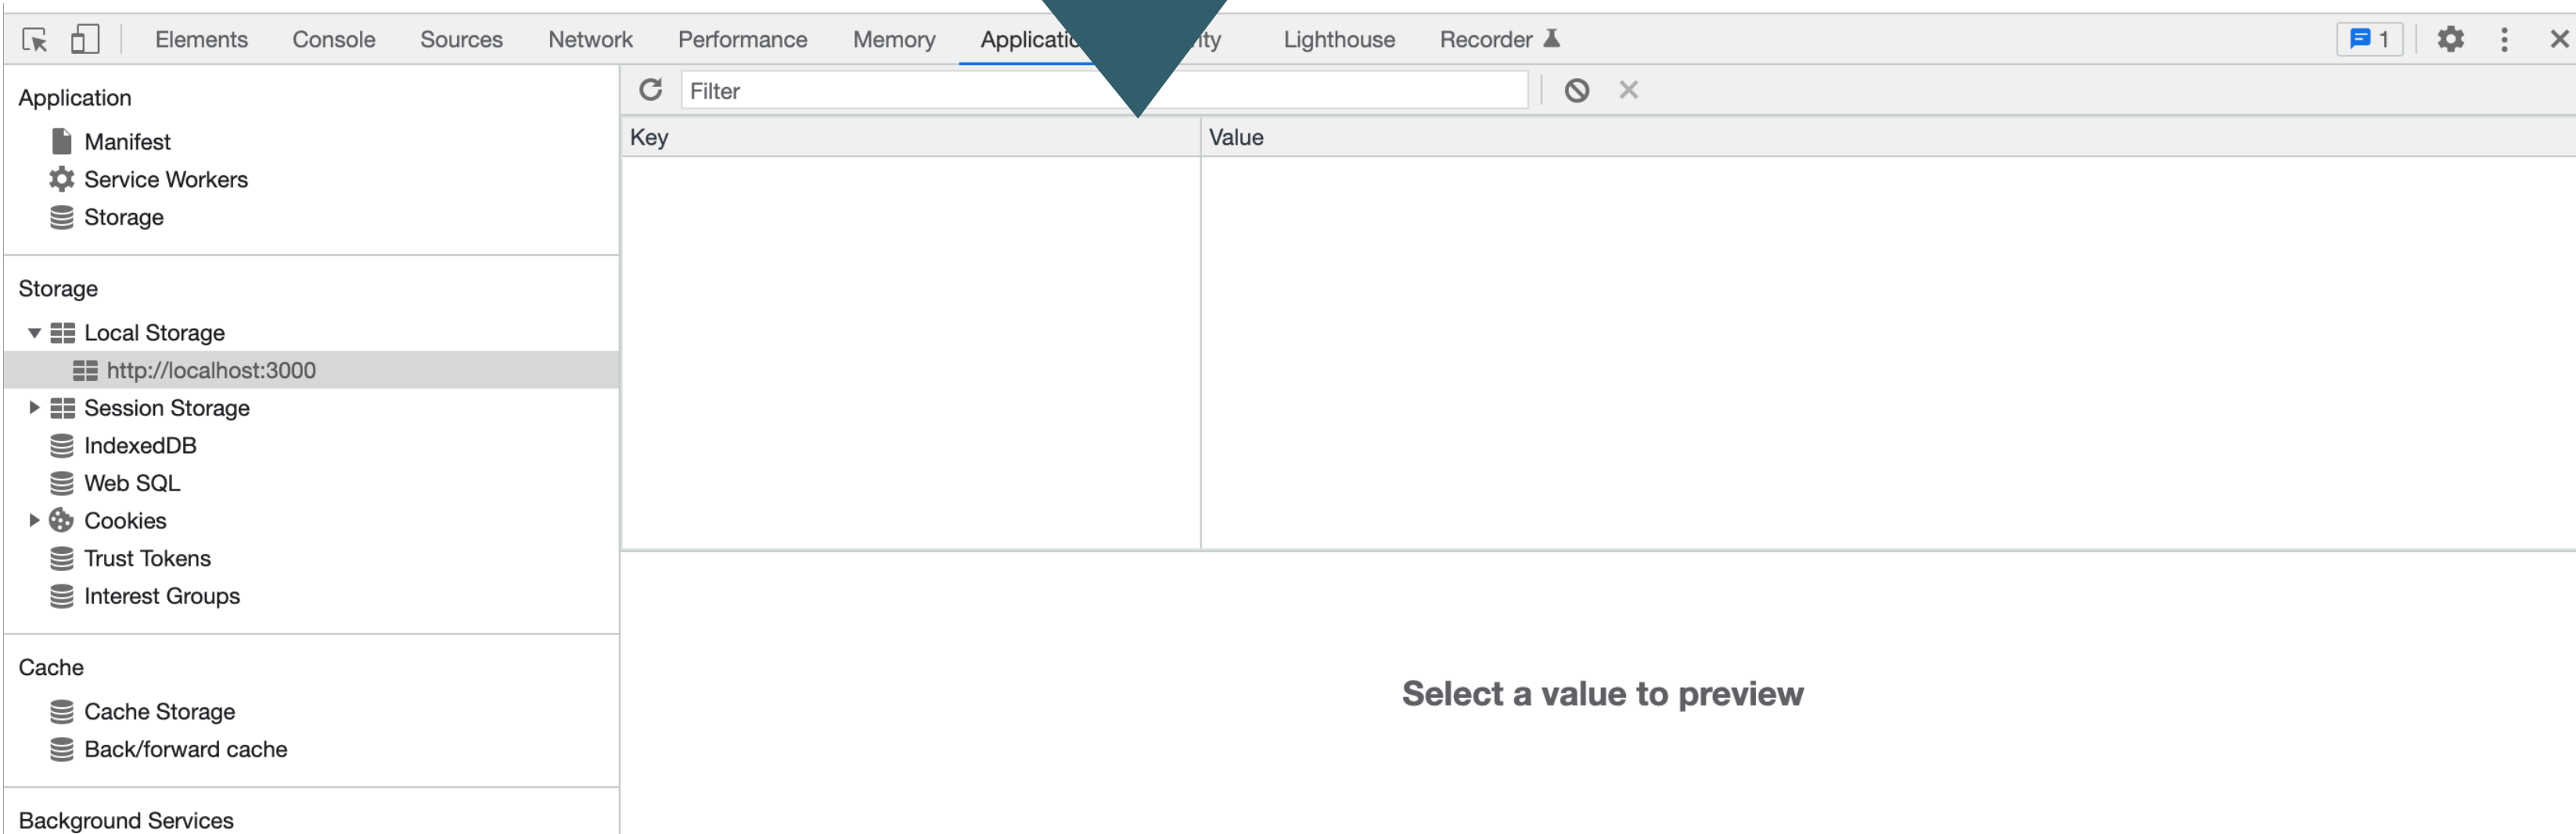 Elements Console Sources Network Performance Memory Lighthouse Recorder 1
Filter
Key Value
Application
Manifest
Service Workers
Storage
Storage
Local Storage
http://localhost:3000
Session Storage
IndexedDB
Web SQL
Cookies
Trust Tokens
Interest Groups
Cache
Cache Storage
Back/forward cache
Background Services
Select a value to preview